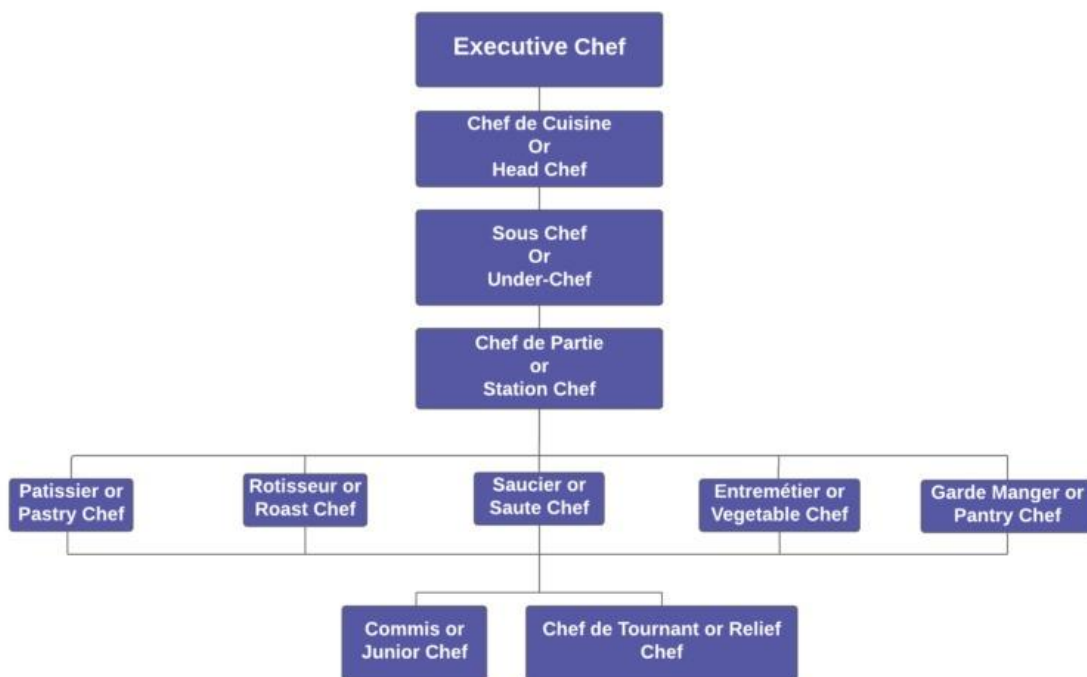 Executive Chef
Chef de Cuisine
Or
Head Chef
Sous Chef
Or
Under-Chef
Chef de Partie
or
Station Chef
Patissier or
Pastry Chef
Rotisseur or
Roast Chef
Saucier or
Saute Chef
Entremétier or
Vegetable Chef
Garde Manger or
Pantry Chef
Commis or
Junior Chef
Chef de Tournant or Relief
Chef